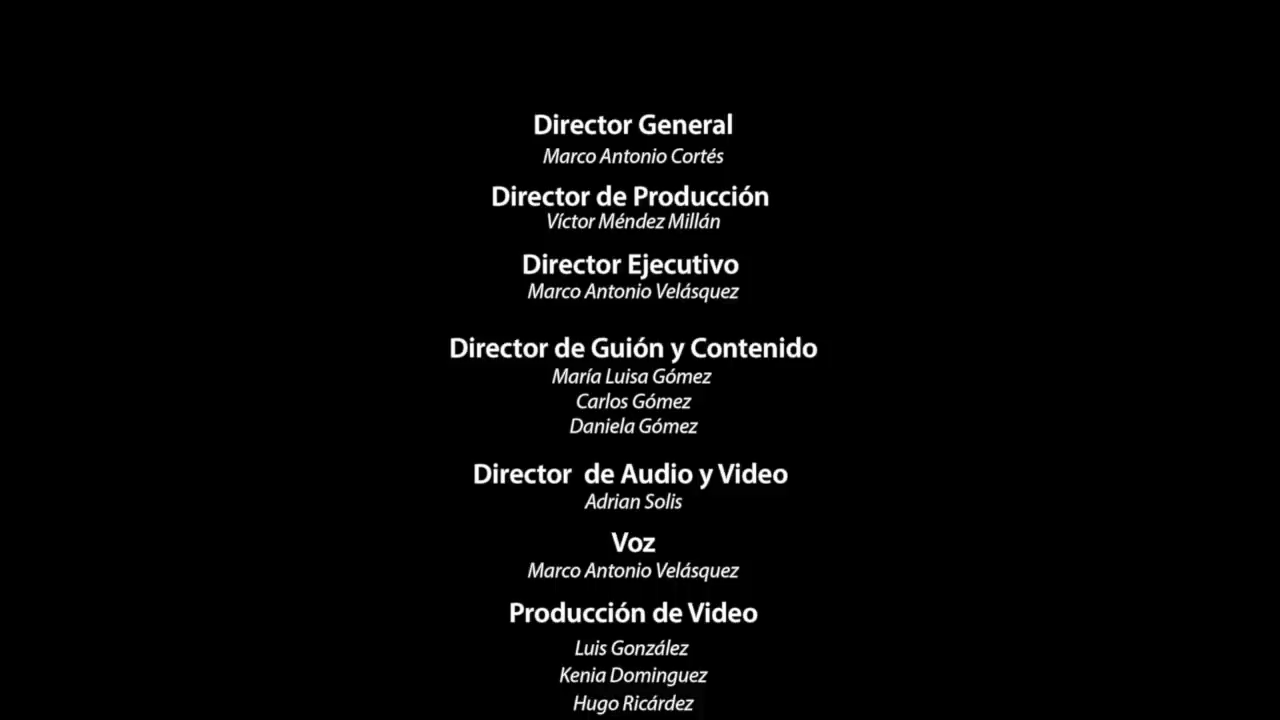 Director General
Marco Antonio Cortés
Director de Producción
Víctor Méndez Millán
Director Ejecutivo
Marco Antonio Velásquez
Director de Guión y Contenido
María Luisa Gómez
Carlos Gómez
Daniela Gómez
Director de Audio y Video
Adrian Solis
Voz
Marco Antonio Velásquez
Producción de Video
Luis González
Kenia Dominguez
Hugo Ricárdez